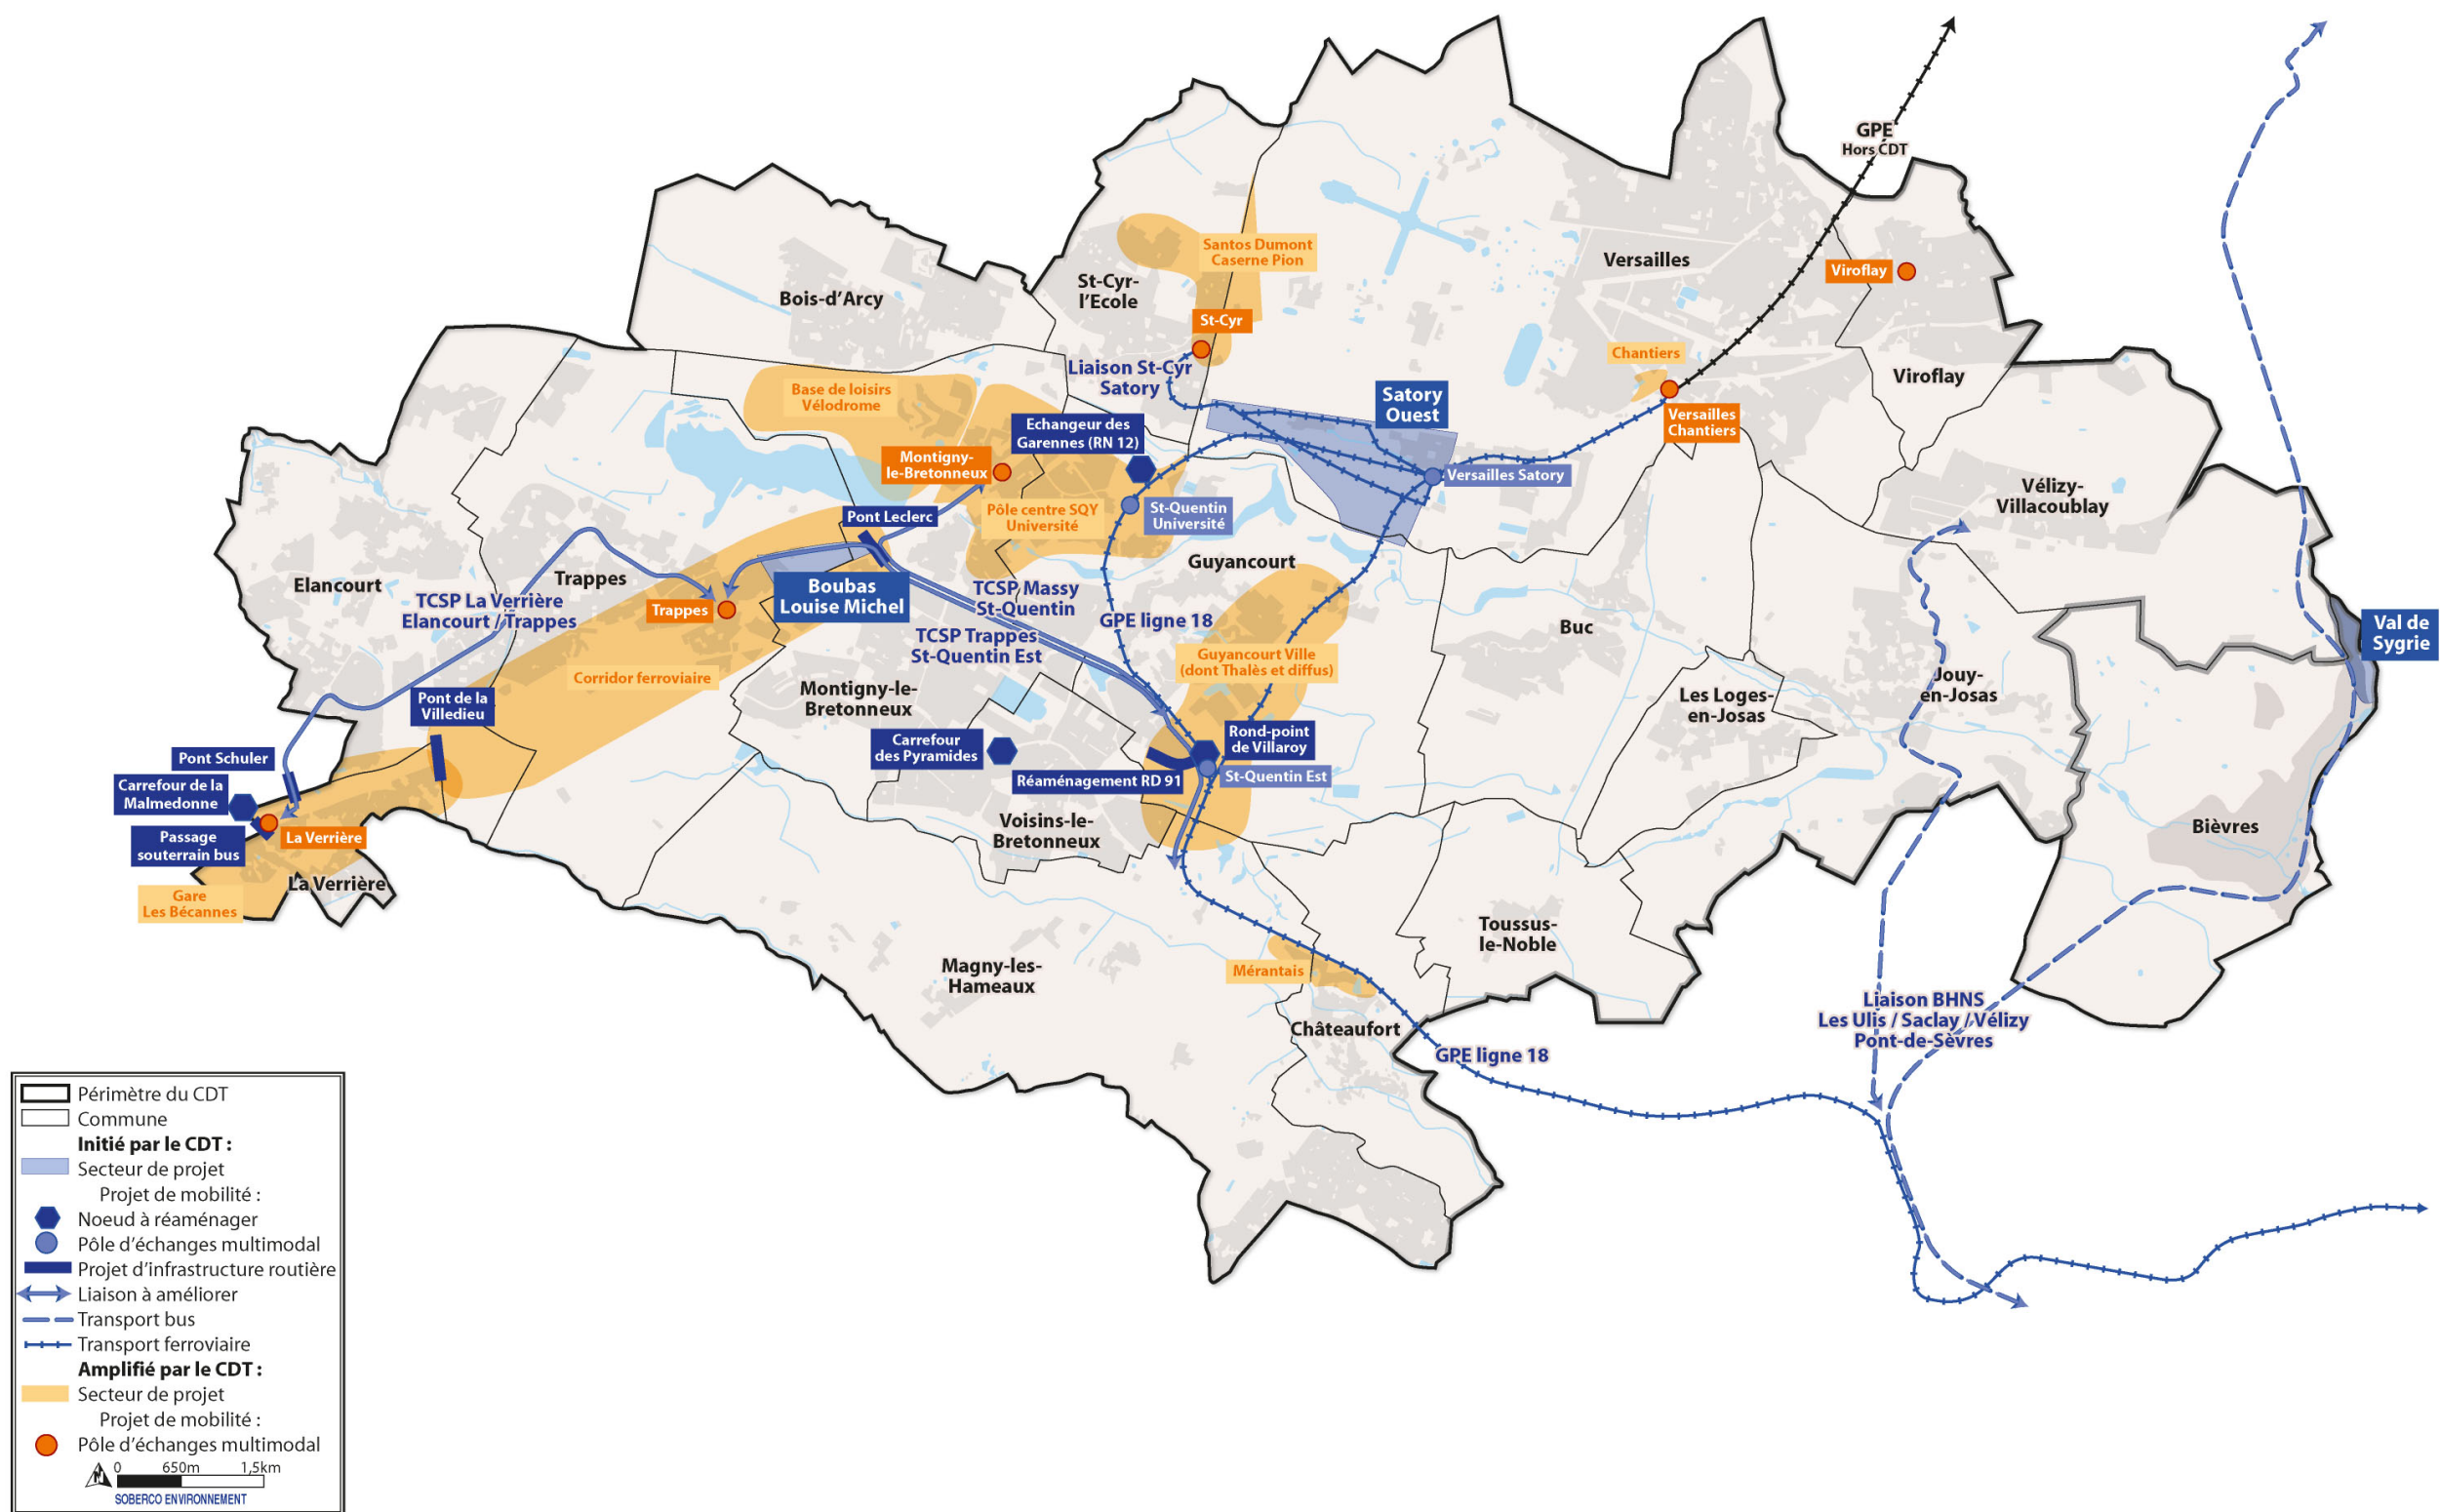 GPE
Hors CDT
Santos Dumont
Caserne Pion
Versailles
Viroflay
St-Cyr-
l'Ecole
Bois-d'Arcy
St-Cyr
Liaison St-Cyr
Satory
Chantiers
Viroflay
Base de loisirs
Vélodrome
Satory
Ouest
Versailles
Chantiers
Echangeur des
Garennes (RN 12)
Montigny-
le-Bretonneux
Versailles Satory
Vélizy-
Villacoublay
Pont Leclerc
Pôle centre SQY
Université
St-Quentin
Université
Guyancourt
Elancourt
Trappes
TCSP La Verrière
Elancourt / Trappes
Trappes
Boubas
Louise Michel
TCSP Massy
St-Quentin
GPE ligne 18
TCSP Trappes
St-Quentin Est
Buc
Val de
Sygrie
Guyancourt Ville
(dont Thalès et diffus)
Corridor ferroviaire
Montigny-le-
Bretonneux
Jouy-
en-Josas
Les Loges-
en-Josas
Pont de la
Villedieu
Carrefour
des Pyramides
Rond-point
de Villaroy
Pont Schuler
Réaménagement RD 91
St-Quentin Est
Carrefour de la
Malmedonne
Passage
souterrain bus
La Verrière
Voisins-le-
Bretonneux
Bièvres
La Verrière
Gare
Les Bécannes
Toussus-
le-Noble
Magny-les-
Hameaux
Mérantais
Châteaufort
GPE ligne 18
Liaison BHNS
Les Ulis / Saclay / Vélizy
Pont-de-Sèvres
Périmètre du CDT
Commune
Initié par le CDT :
Secteur de projet
Projet de mobilité :
Noeud à réaménager
Pôle d'échanges multimodal
Projet d'infrastructure routière
Liaison à améliorer
Transport bus
Transport ferroviaire
Amplifié par le CDT :
Secteur de projet
Projet de mobilité :
Pôle d'échanges multimodal
N
0 650m 1,5km
SOBERCO ENVIRONNEMENT